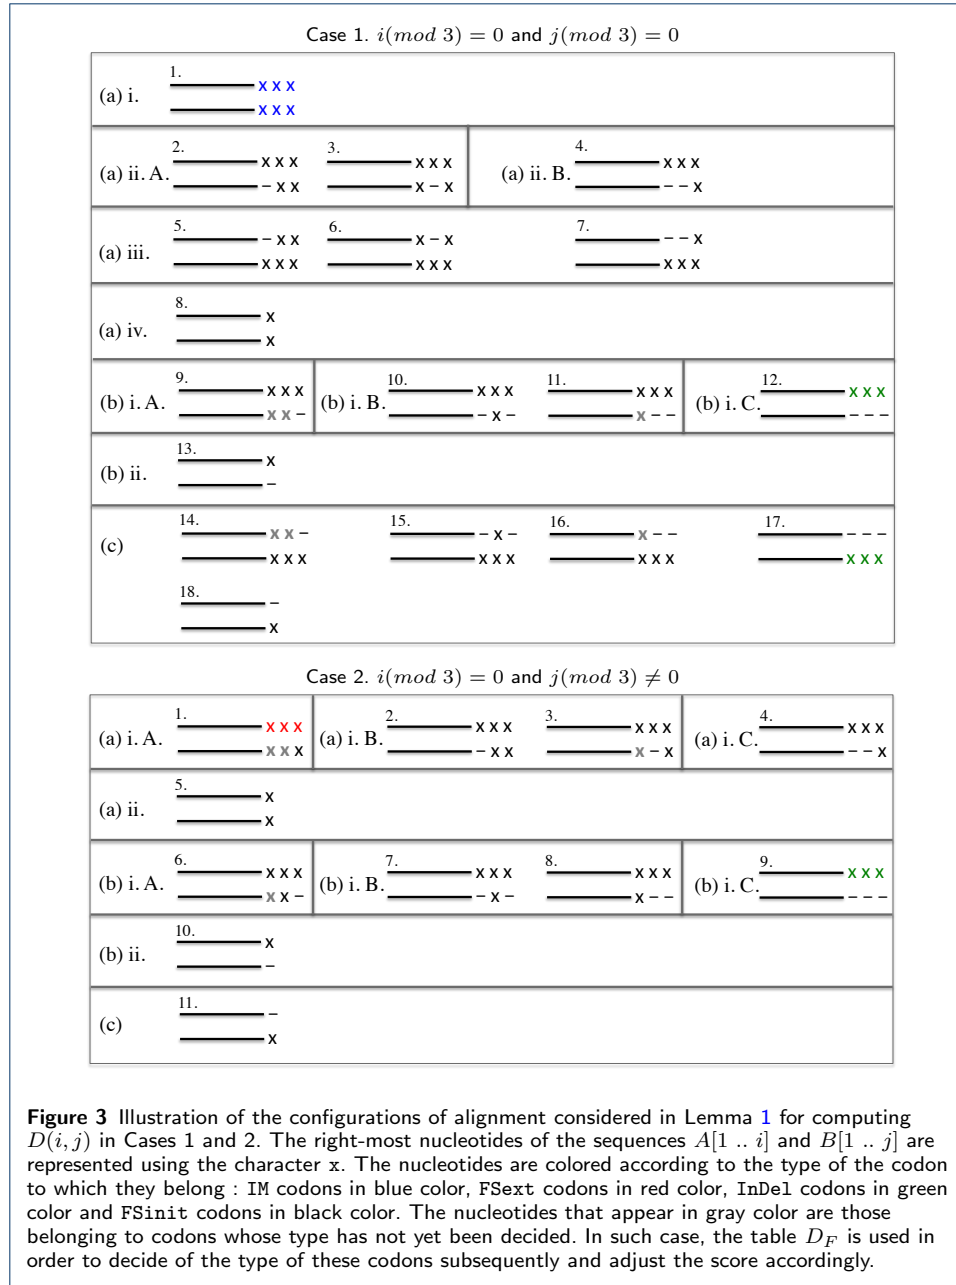 Case 1. i(mod 3) = 0 and j(mod 3) = 0
1.
(a) i. x x x
x x x
2. 3. 4.
x x x x x x x x x
(a) ii. A. (a) ii. B.
– x x x – x – – x
5. 6. 7.
– x x x – x – – x
(a) iii.
x x x x x x x x x
8.
x
(a) iv.
x
9. 10. 11. 12.
x x x x x x x x x x x x
(b) i. A. (b) i. B. (b) i. C.
x x – – x – x – – – – –
13.
x
(b) ii.
–
14. 15. 16. 17.
x x – – x – x – – – – –
(c)
x x x x x x x x x x x x
18.
–
x
Case 2. i(mod 3) = 0 and j(mod 3) ≠ 0
1. 2. 3. 4.
x x x x x x x x x x x x
(a) i. A. (a) i. B. (a) i. C.
x x x – x x x – x – – x
5.
x
(a) ii.
x
6. 7. 8. 9.
x x x x x x x x x x x x
(b) i. A. (b) i. B. (b) i. C.
x x – – x – x – – – – –
10.
x
(b) ii.
–
11.
–
(c)
x
Figure 3 Illustration of the configurations of alignment considered in Lemma 1 for computing
D(i, j) in Cases 1 and 2. The right-most nucleotides of the sequences A[1 .. i] and B[1 .. j] are
represented using the character x. The nucleotides are colored according to the type of the codon
to which they belong : IM codons in blue color, FSext codons in red color, InDel codons in green
color and FSinit codons in black color. The nucleotides that appear in gray color are those
belonging to codons whose type has not yet been decided. In such case, the table D_F is used in
order to decide of the type of these codons subsequently and adjust the score accordingly.